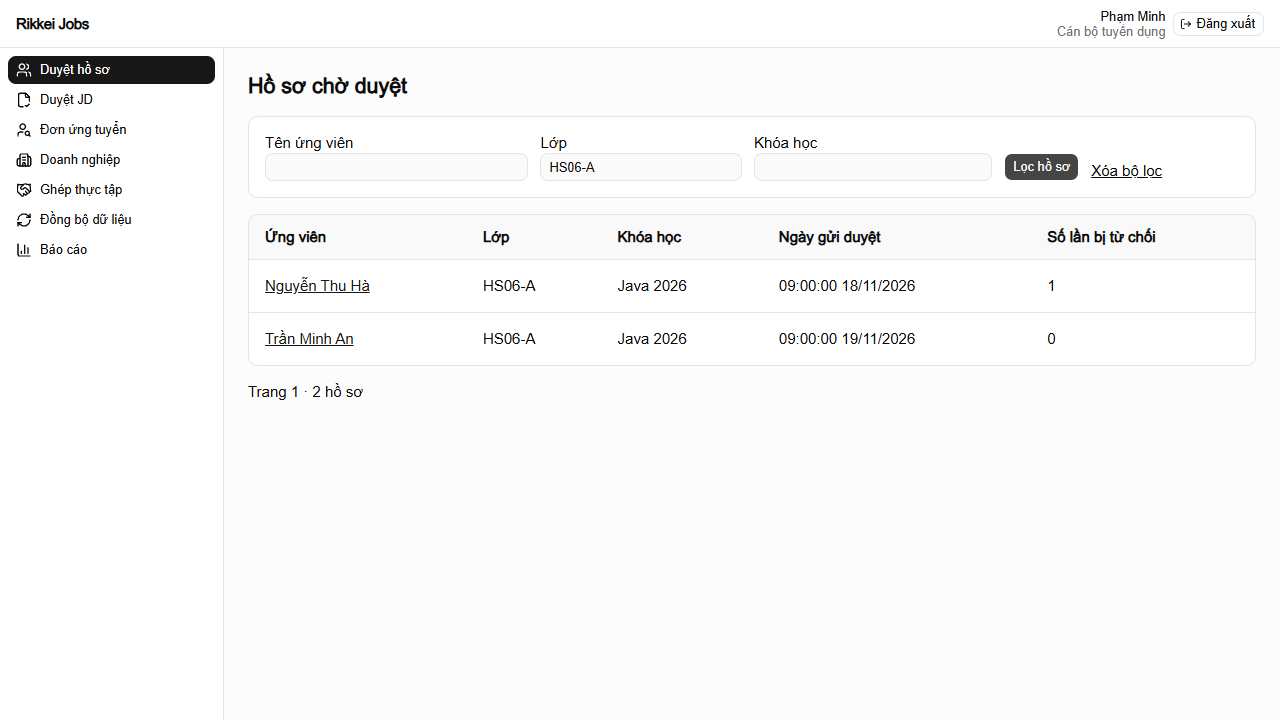 Rikkei Jobs
Phạm Minh
Cán bộ tuyển dụng
Đăng xuất
Duyệt hồ sơ
Duyệt JD
Đơn ứng tuyển
Doanh nghiệp
Ghép thực tập
Đồng bộ dữ liệu
Báo cáo
Hồ sơ chờ duyệt
Tên ứng viên Lớp Khóa học
HS06-A Lọc hồ sơ Xóa bộ lọc
Ứng viên Lớp Khóa học Ngày gửi duyệt Số lần bị từ chối
Nguyễn Thu Hà HS06-A Java 2026 09:00:00 18/11/2026 1
Trần Minh An HS06-A Java 2026 09:00:00 19/11/2026 0
Trang 1 · 2 hồ sơ